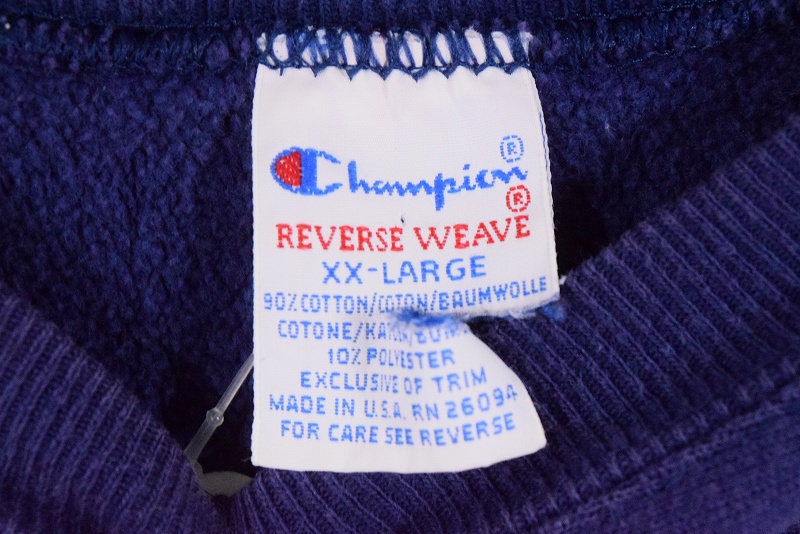 Champion ®
REVERSE WEAVE ®
XX-LARGE
90% COTTON/COTON/BAUMWOLLE
COTONE/
10% POLYESTER
EXCLUSIVE OF TRIM
MADE IN U.S.A. RN 26094
FOR CARE SEE REVERSE